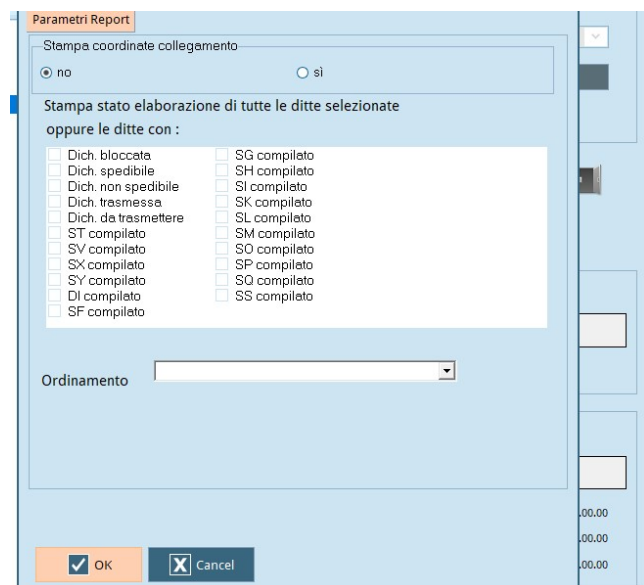 Parametri Report
Stampa coordinate collegamento
no
sì
Stampa stato elaborazione di tutte le ditte selezionate
oppure le ditte con :
Dich. bloccata
Dich. spedibile
Dich. non spedibile
Dich. trasmessa
Dich. da trasmettere
ST compilato
SV compilato
SX compilato
SY compilato
DI compilato
SF compilato
SG compilato
SH compilato
SI compilato
SK compilato
SL compilato
SM compilato
SO compilato
SP compilato
SQ compilato
SS compilato
Ordinamento
OK
Cancel
.00.00
.00.00
.00.00